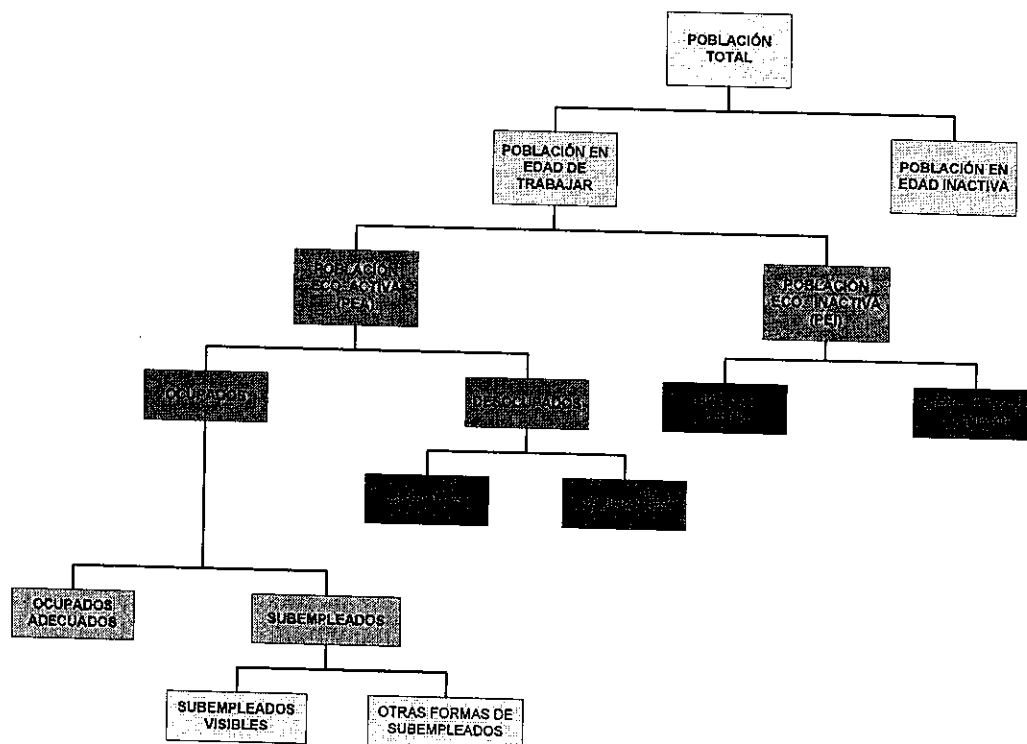 POBLACIÓN
TOTAL
POBLACIÓN EN
EDAD DE
TRABAJAR
POBLACIÓN EN
EDAD INACTIVA
POBLACIÓN
ECO. ACTIVA
(PEA)
POBLACIÓN
ECO. INACTIVA
(PEI)
OCUPADOS
DESOCUPADOS
OCUPADOS
ADECUADOS
SUBEMPLEADOS
SUBEMPLEADOS
VISIBLES
OTRAS FORMAS DE
SUBEMPLEADOS